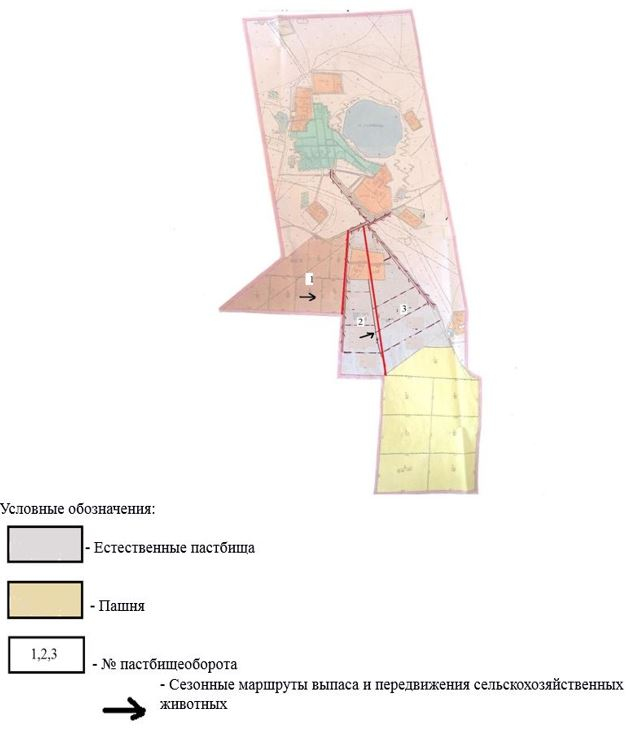 1
2
3
Условные обозначения:
- Естественные пастбища
- Пашня
1,2,3
- № пастбищеоборота
- Сезонные маршруты выпаса и передвижения сельскохозяйственных
животных